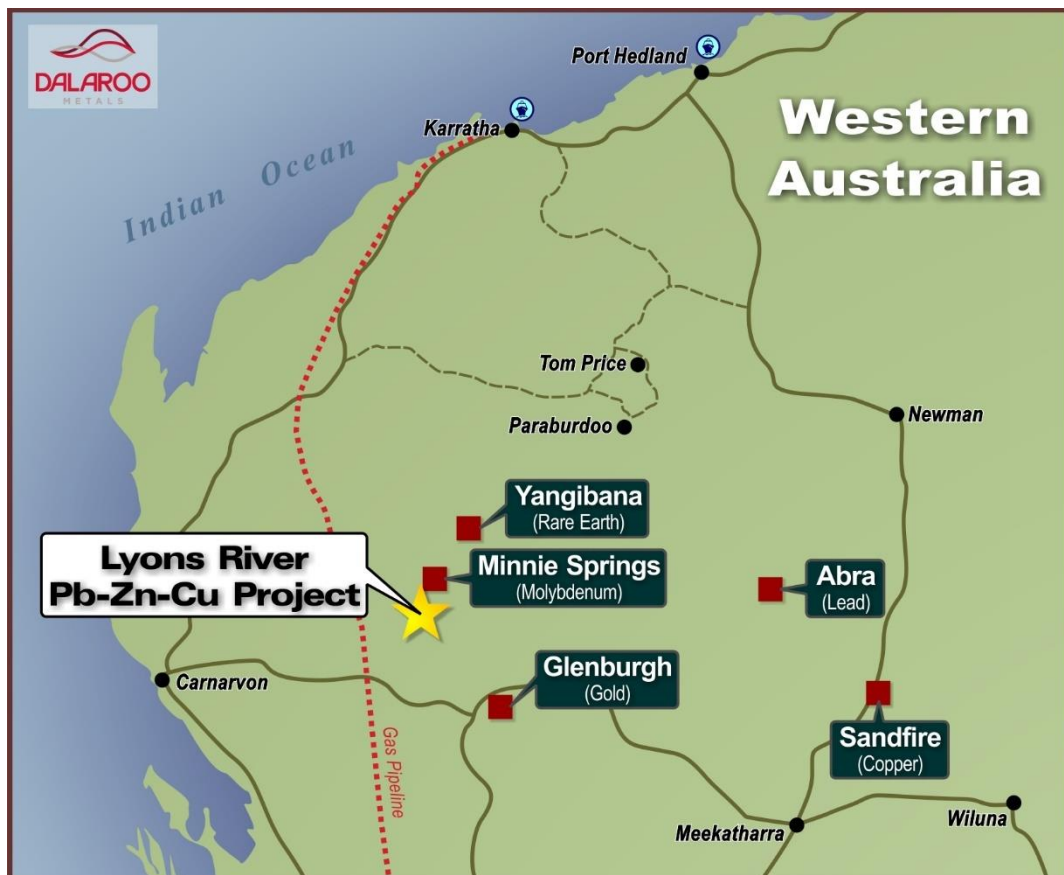 DALAROO
METALS
Port Hedland
Western
Australia
Karratha
Indian Ocean
Tom Price
Newman
Paraburdoo
Yangibana
(Rare Earth)
Lyons River
Pb-Zn-Cu Project
Minnie Springs
(Molybdenum)
Abra
(Lead)
Glenburgh
(Gold)
Carnarvon
Sandfire
(Copper)
Gas Pipeline
Meekatharra
Wiluna